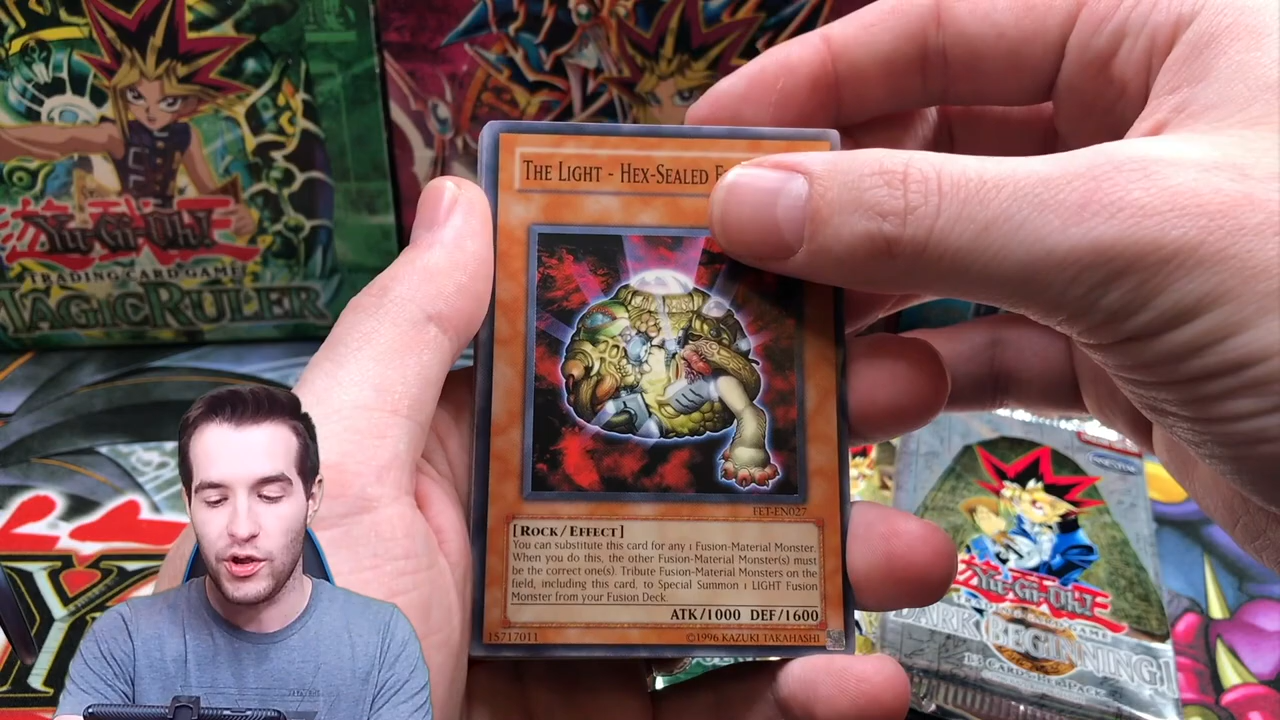 Yu-Gi-Oh!
TRADING CARD GAME
MAGIC RULER
THE LIGHT - HEX-SEALED
FET-EN027
[ROCK/EFFECT]
You can substitute this card for any 1 Fusion-Material Monster.
When you do this, the other Fusion-Material Monster(s) must
be the correct one(s). Tribute Fusion-Material Monsters on the
field, including this card, to Special Summon 1 LIGHT Fusion
Monster from your Fusion Deck.
ATK/1000 DEF/1600
15717011
©1996 KAZUKI TAKAHASHI
Yu-Gi-Oh!
DARK BEGINNING 1